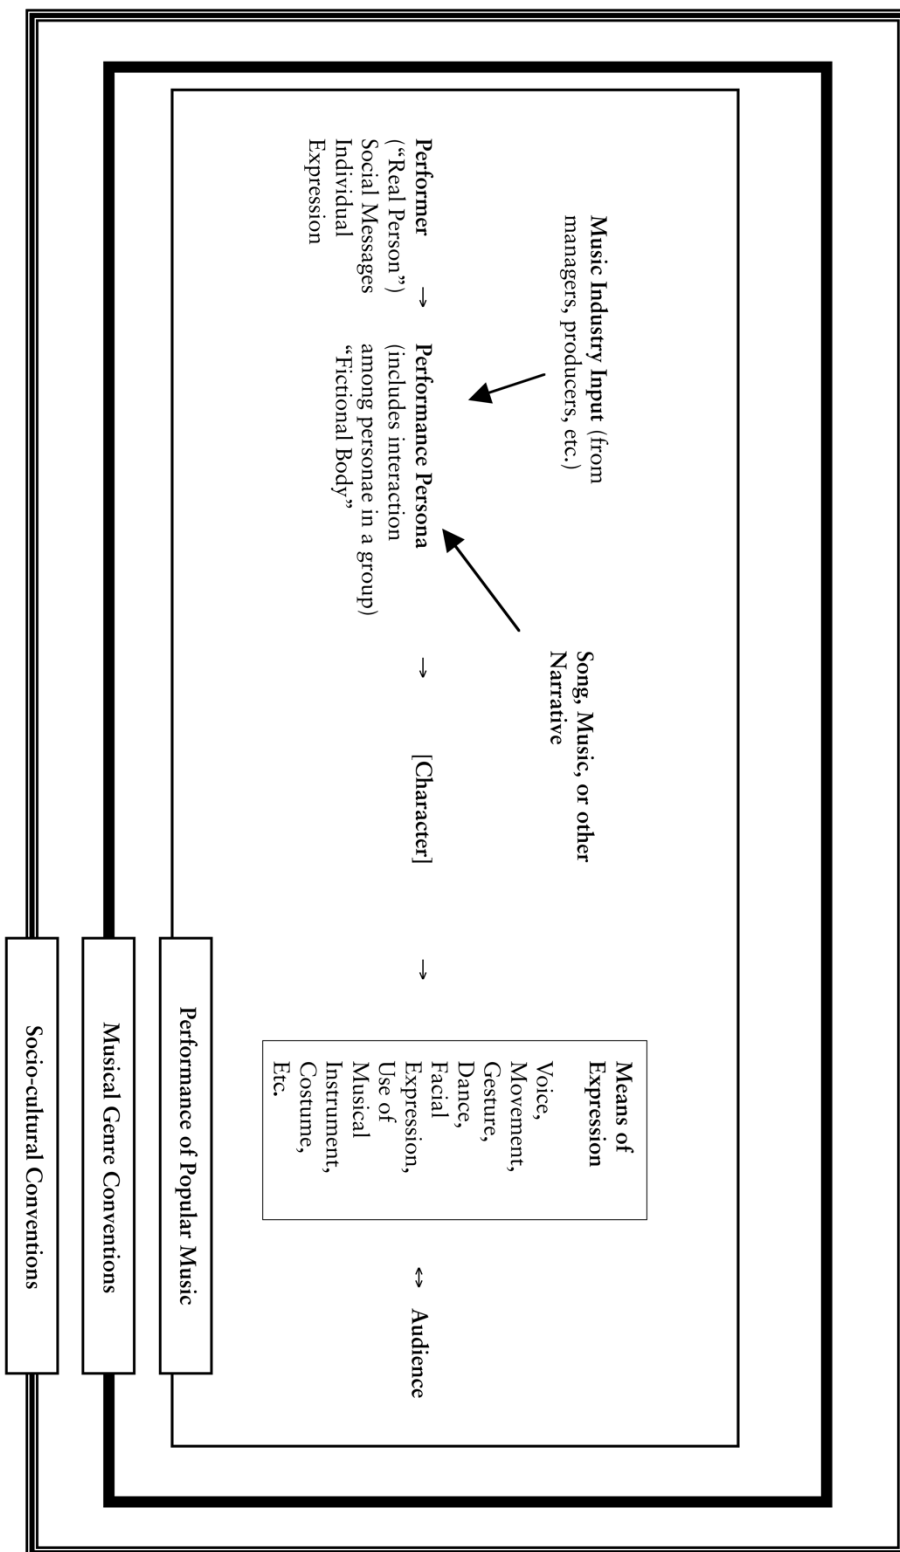 Music Industry Input (from
managers, producers, etc.)
Song, Music, or other
Narrative
Performer
(“Real Person”)
Social Messages
Individual
Expression
→
Performance Persona
(includes interaction
among personae in a group)
“Fictional Body”
→
[Character]
→
Means of
Expression
Voice,
Movement,
Gesture,
Dance,
Facial
Expression,
Use of
Musical
Instrument,
Costume,
Etc.
↔
Audience
Performance of Popular Music
Musical Genre Conventions
Socio-cultural Conventions